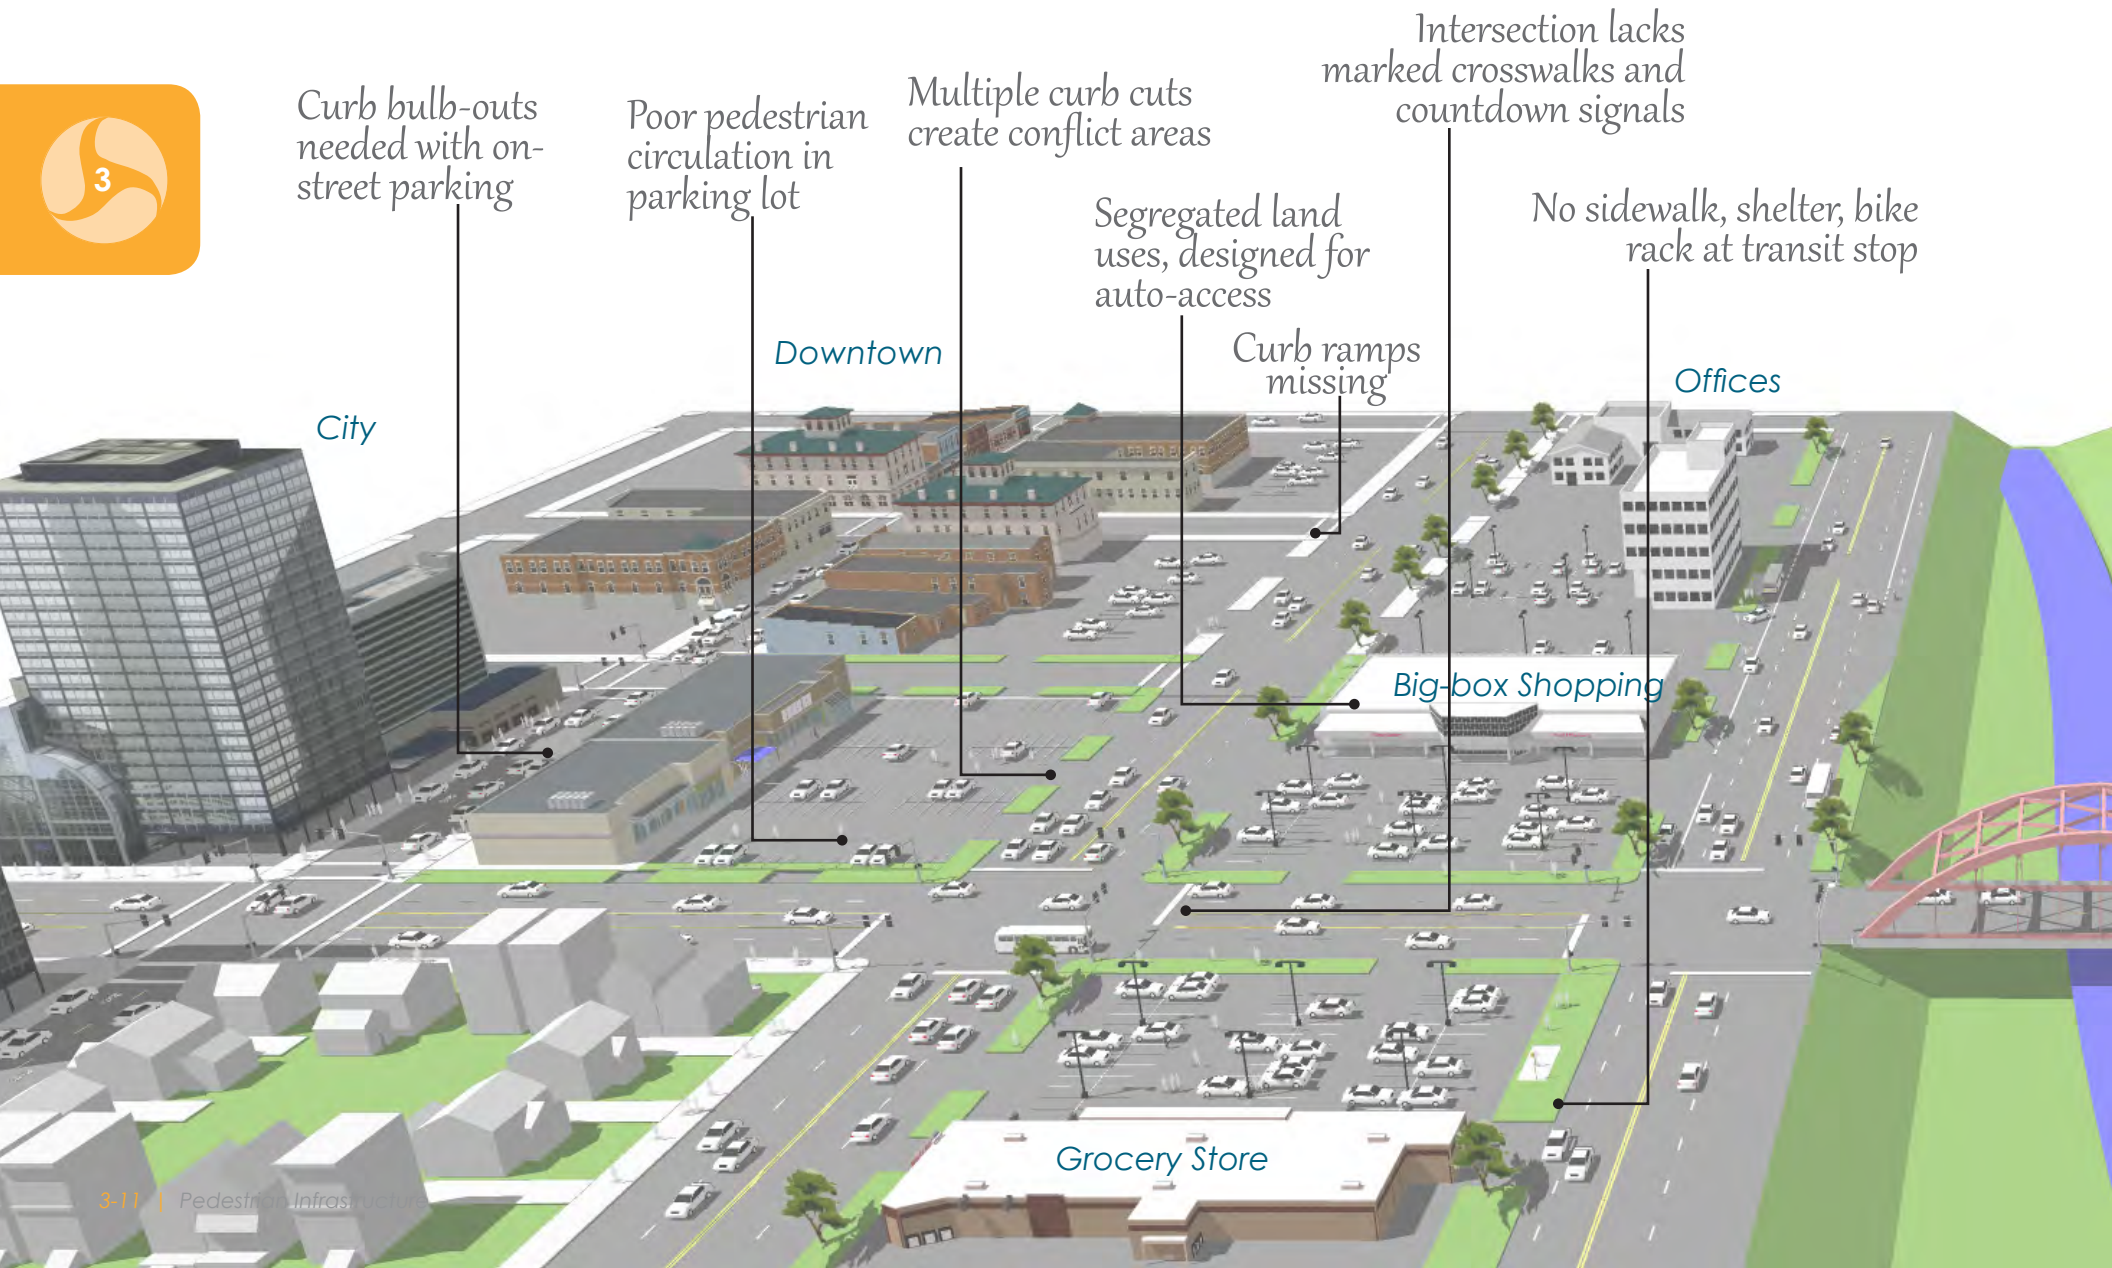 3
Curb bulb-outs
needed with on-
street parking
Poor pedestrian
circulation in
parking lot
Multiple curb cuts
create conflict areas
Intersection lacks
marked crosswalks and
countdown signals
Segregated land
uses, designed for
auto-access
No sidewalk, shelter, bike
rack at transit stop
Curb ramps
missing
Downtown
Offices
City
Big-box Shopping
Grocery Store
3-11 | Pedestrian Infrastructure